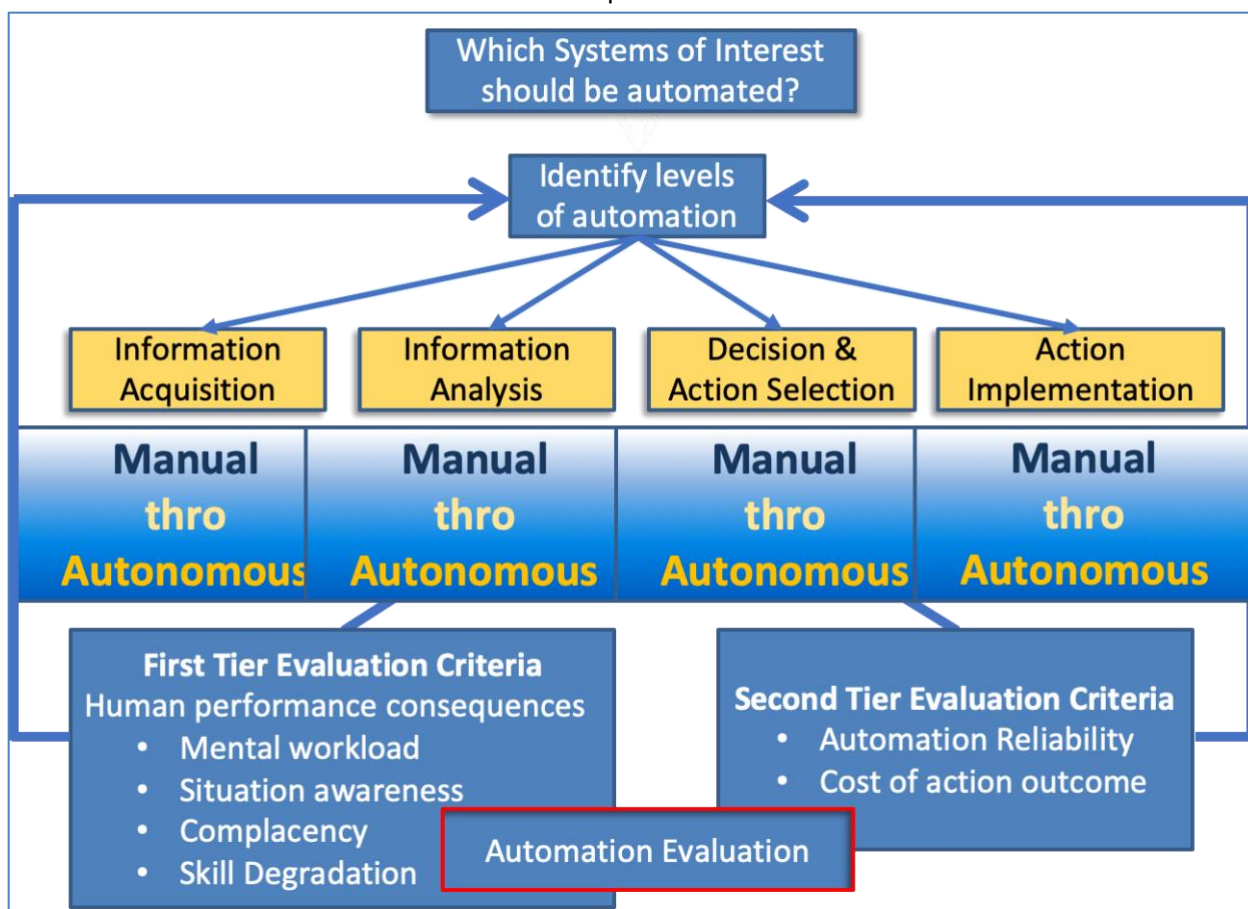 Which Systems of Interest
should be automated?
Identify levels
of automation
Information
Acquisition
Information
Analysis
Decision &
Action Selection
Action
Implementation
Manual
thro
Autonomous
Manual
thro
Autonomous
Manual
thro
Autonomous
Manual
thro
Autonomous
First Tier Evaluation Criteria
Human performance consequences
• Mental workload
• Situation awareness
• Complacency
• Skill Degradation
Second Tier Evaluation Criteria
• Automation Reliability
• Cost of action outcome
Automation Evaluation